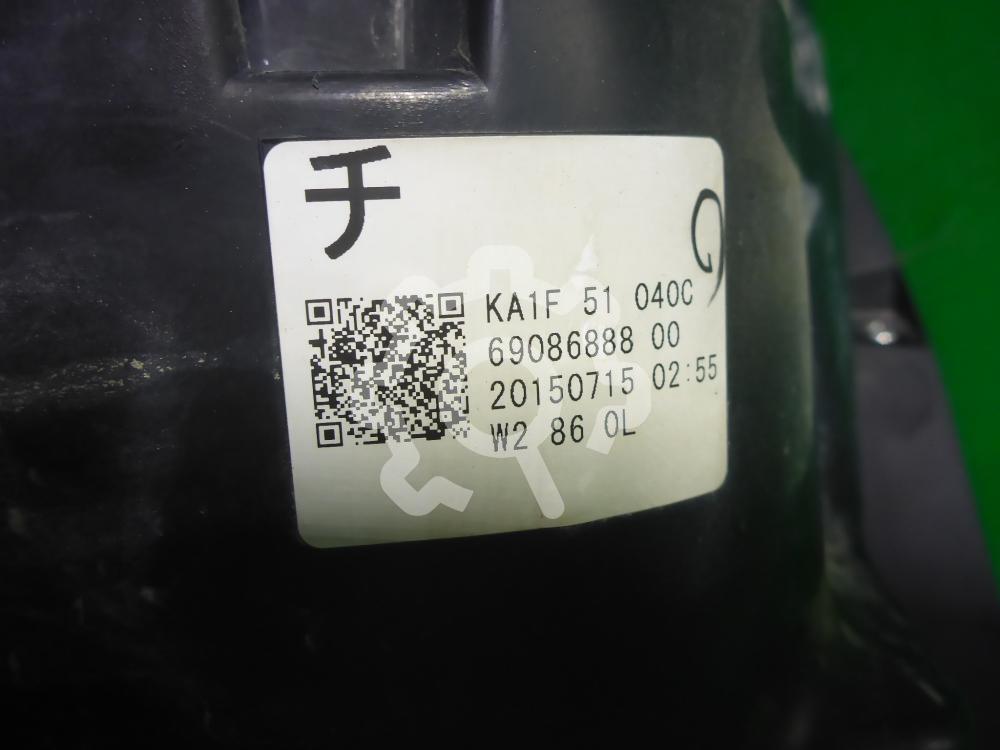 チ
KA1F 51 040C
69086888 00
20150715 02:55
W2 86 0L